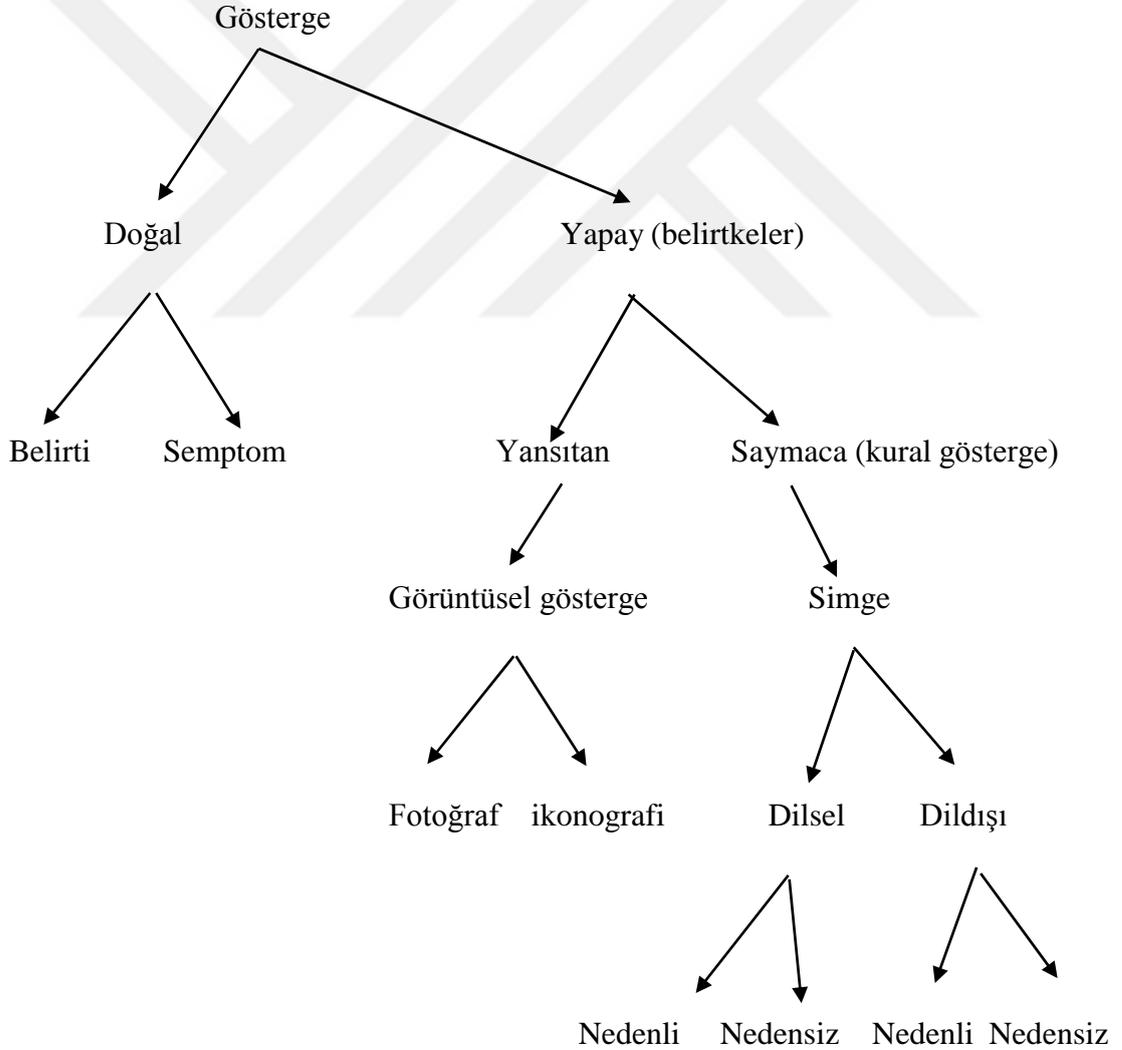 Gösterge
Doğal Yapay (belirtkeler)
Belirti Semptom Yansıtan Saymaca (kural gösterge)
Görüntüsel gösterge Simge
Fotoğraf ikonografi Dilsel Dildışı
Nedenli Nedensiz Nedenli Nedensiz